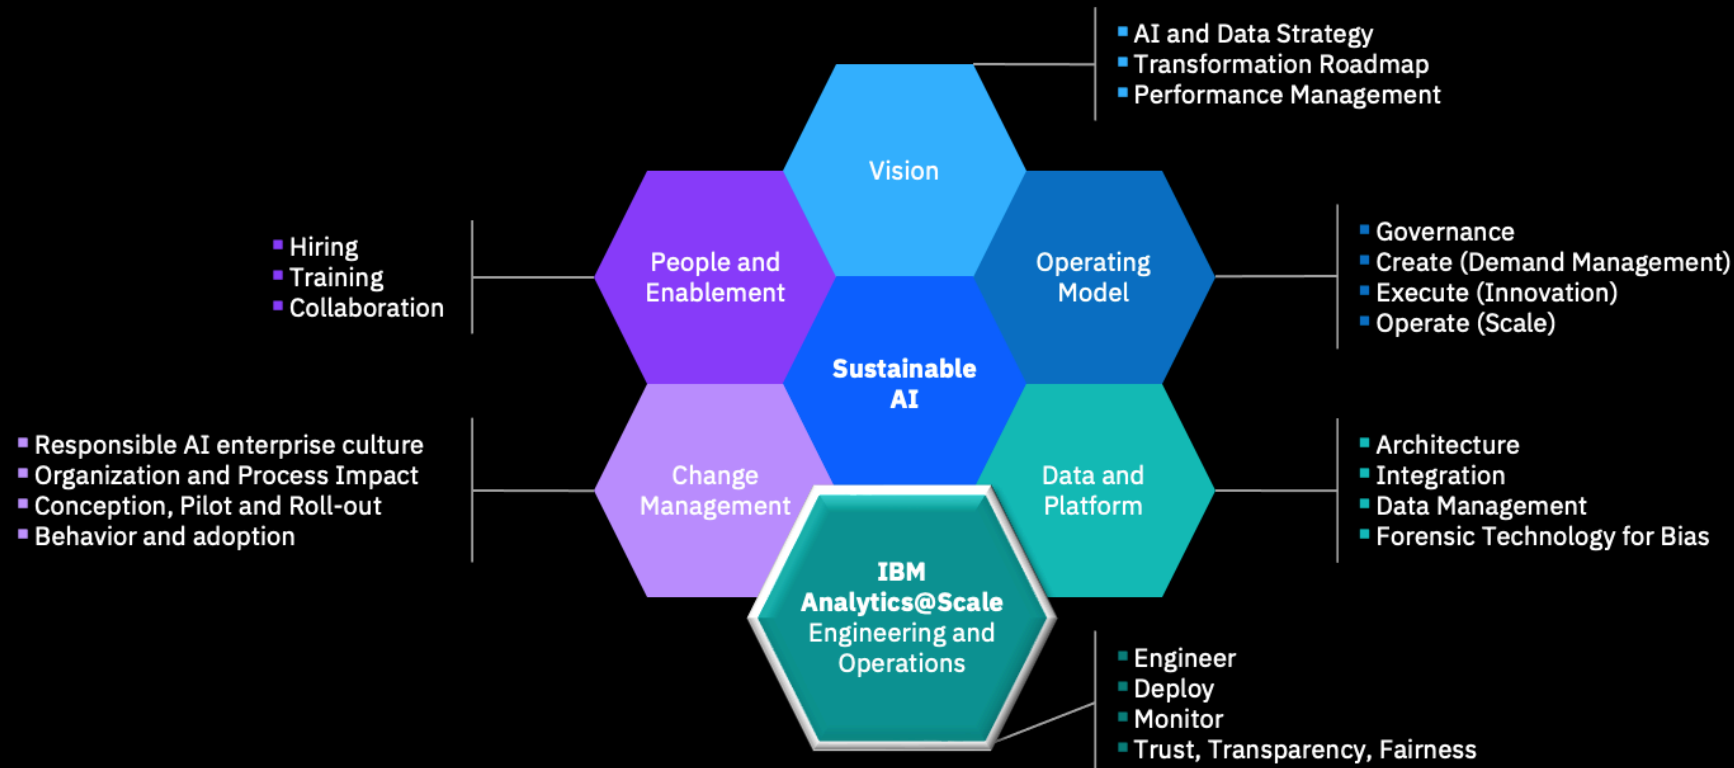 AI and Data Strategy
Transformation Roadmap
Performance Management
Vision
Hiring
Training
Collaboration
People and
Enablement
Operating
Model
Governance
Create (Demand Management)
Execute (Innovation)
Operate (Scale)
Sustainable
AI
Responsible AI enterprise culture
Organization and Process Impact
Conception, Pilot and Roll-out
Behavior and adoption
Change
Management
Data and
Platform
Architecture
Integration
Data Management
Forensic Technology for Bias
IBM
Analytics@Scale
Engineering and
Operations
Engineer
Deploy
Monitor
Trust, Transparency, Fairness